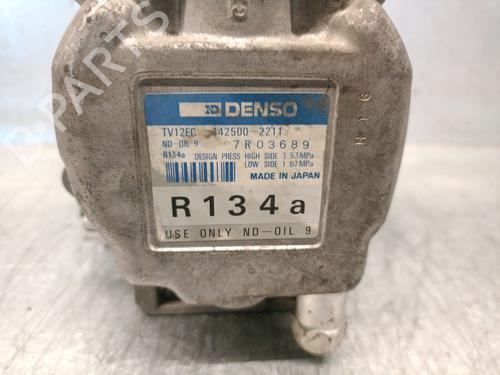 DENSO
TV12EC 442500-2211
ND-OIL 9 7R03689
R134a DESIGN PRESS HIGH SIDE 3.53MPa
LOW SIDE 1.67MPa
MADE IN JAPAN
R134a
USE ONLY ND-OIL 9